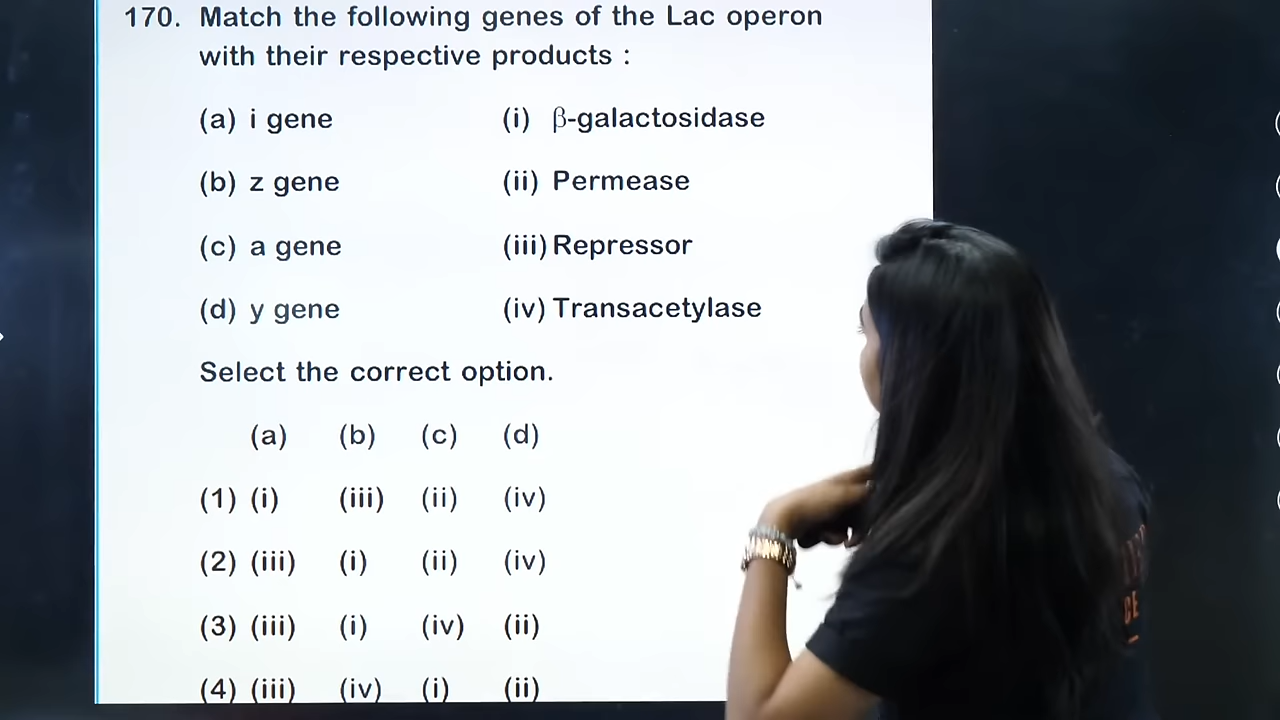 170. Match the following genes of the Lac operon
with their respective products :
(a) i gene (i) β-galactosidase
(b) z gene (ii) Permease
(c) a gene (iii) Repressor
(d) y gene (iv) Transacetylase
Select the correct option.
(a) (b) (c) (d)
(1) (i) (iii) (ii) (iv)
(2) (iii) (i) (ii) (iv)
(3) (iii) (i) (iv) (ii)
(4) (iii) (iv) (i) (ii)